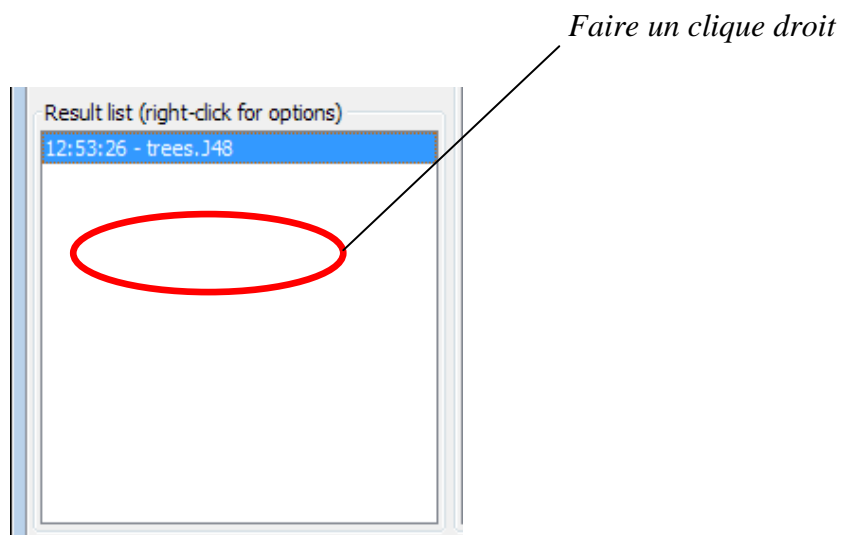 Faire un clique droit
Result list (right-click for options)
12:53:26 - trees.J48